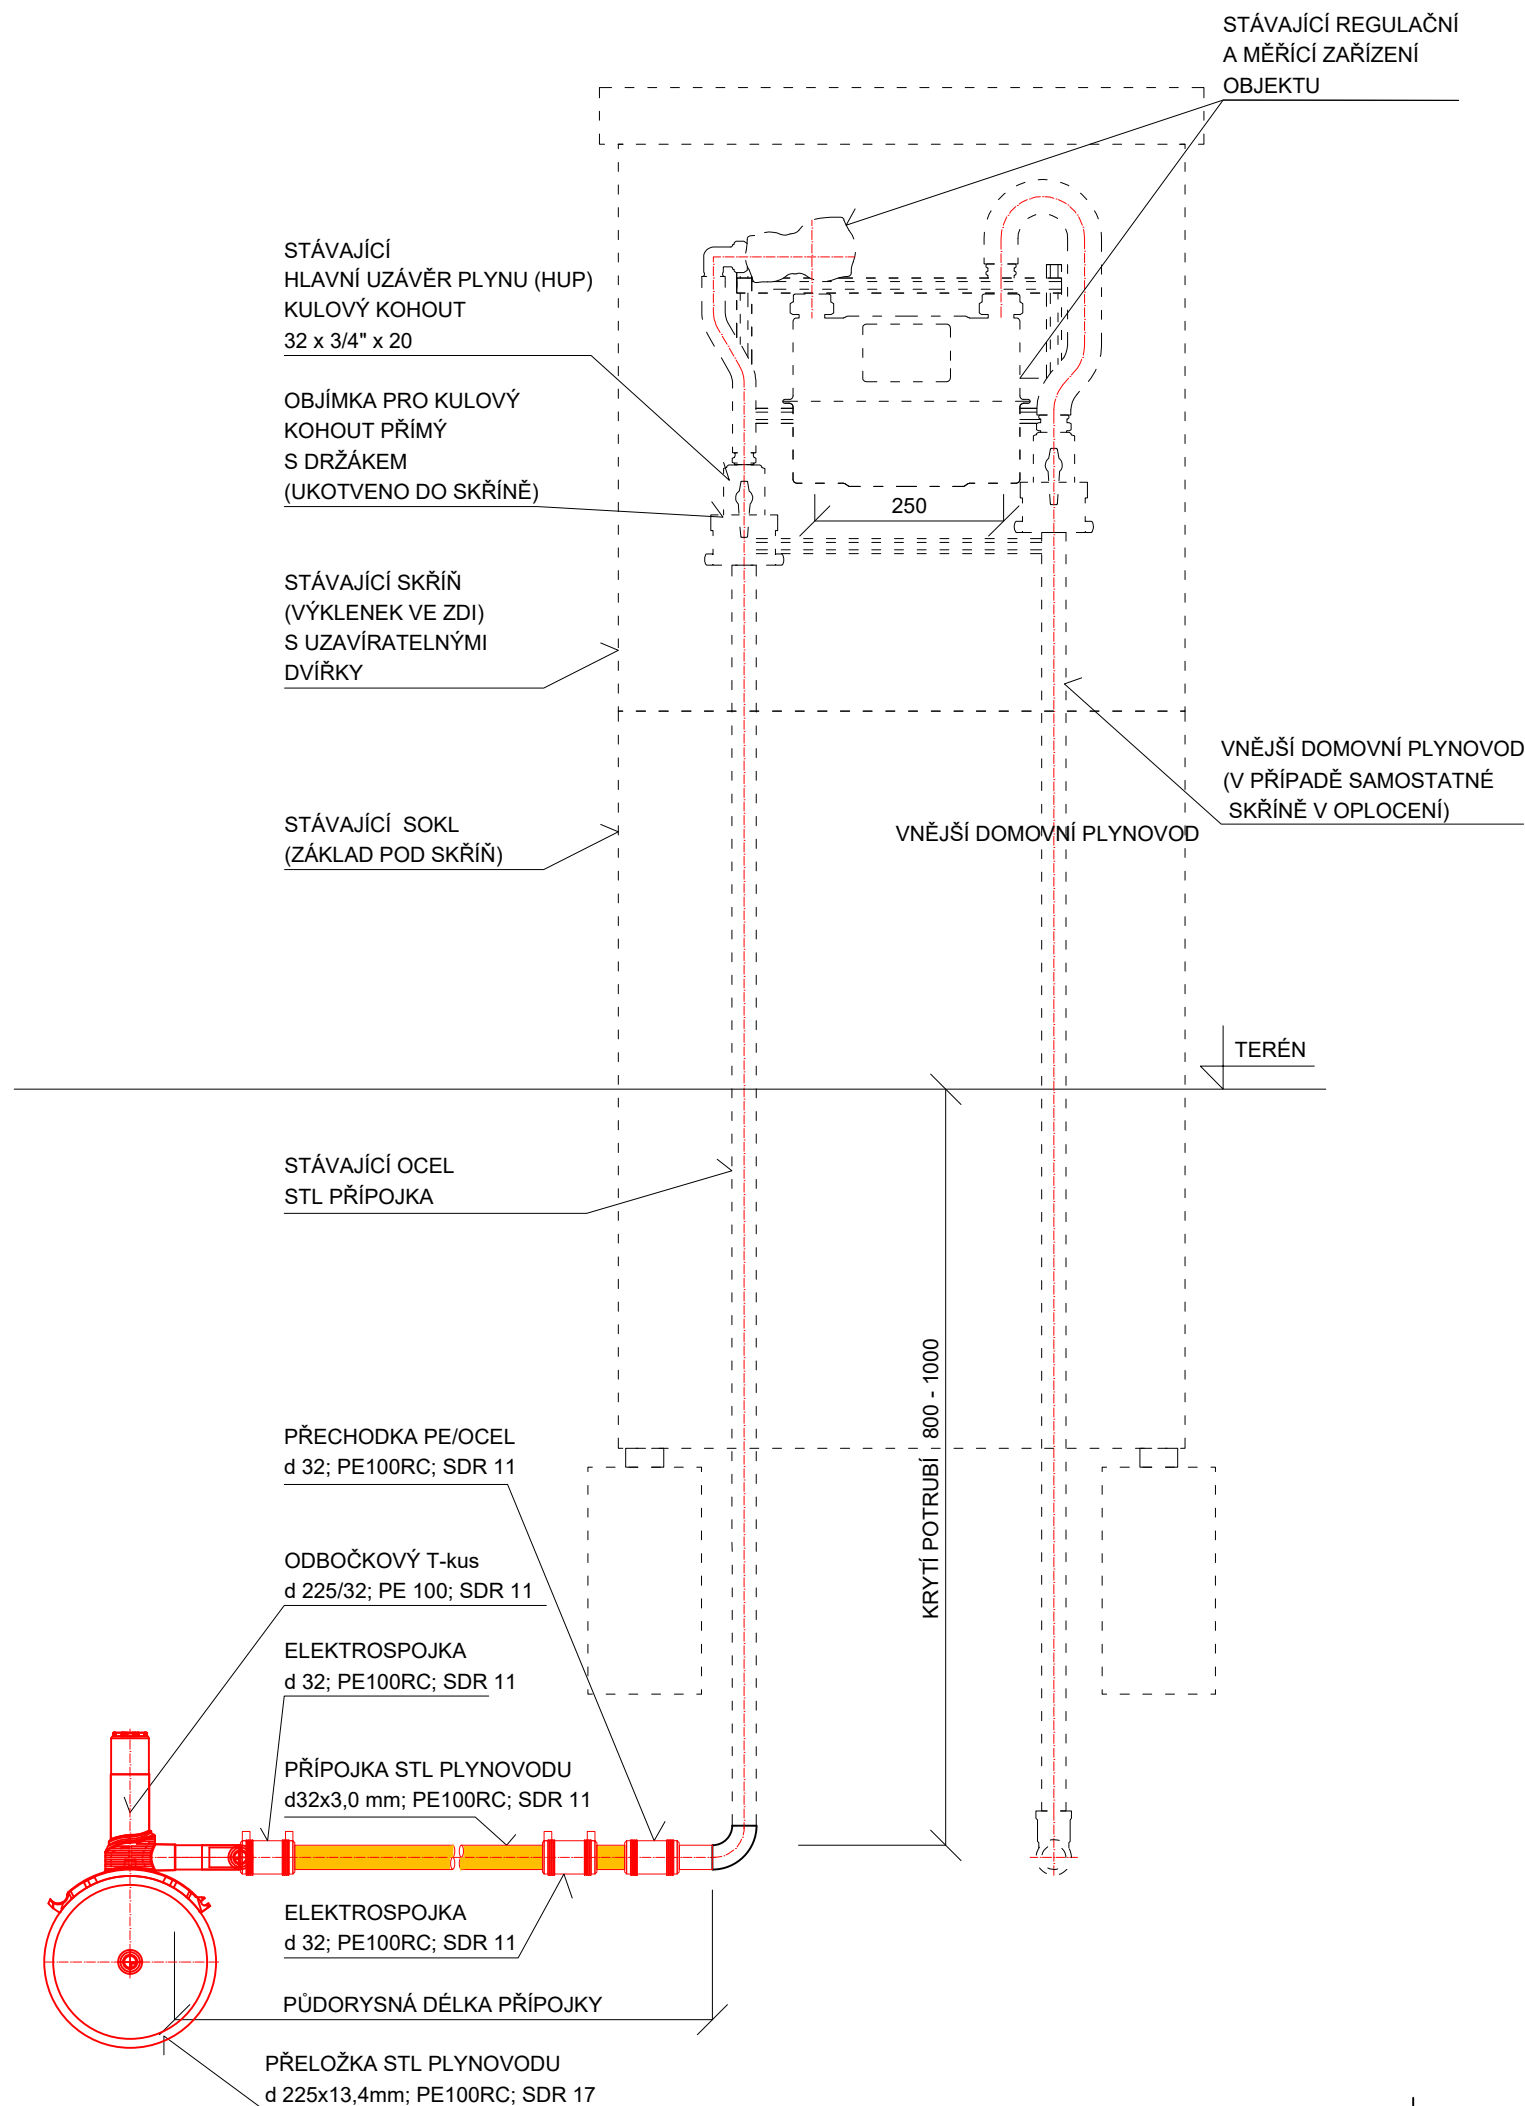 STÁVAJÍCÍ REGULAČNÍ
A MĚŘÍCÍ ZAŘÍZENÍ
OBJEKTU
STÁVAJÍCÍ
HLAVNÍ UZÁVĚR PLYNU (HUP)
KULOVÝ KOHOUT
32 x 3/4" x 20
OBJÍMKA PRO KULOVÝ
KOHOUT PŘÍMÝ
S DRŽÁKEM
(UKOTVENO DO SKŘÍNĚ)
250
STÁVAJÍCÍ SKŘÍŇ
(VÝKLENEK VE ZDI)
S UZAVÍRATELNÝMI
DVÍŘKY
VNĚJŠÍ DOMOVNÍ PLYNOVOD
(V PŘÍPADĚ SAMOSTATNÉ
SKŘÍNĚ V OPLOCENÍ)
STÁVAJÍCÍ SOKL
(ZÁKLAD POD SKŘÍŇ)
VNĚJŠÍ DOMOVNÍ PLYNOVOD
TERÉN
STÁVAJÍCÍ OCEL
STL PŘÍPOJKA
KRYTÍ POTRUBÍ 800 - 1000
PŘECHODKA PE/OCEL
d 32; PE100RC; SDR 11
ODBOČKOVÝ T-kus
d 225/32; PE 100; SDR 11
ELEKTROSPOJKA
d 32; PE100RC; SDR 11
PŘÍPOJKA STL PLYNOVODU
d32x3,0 mm; PE100RC; SDR 11
ELEKTROSPOJKA
d 32; PE100RC; SDR 11
PŮDORYSNÁ DÉLKA PŘÍPOJKY
PŘELOŽKA STL PLYNOVODU
d 225x13,4mm; PE100RC; SDR 17